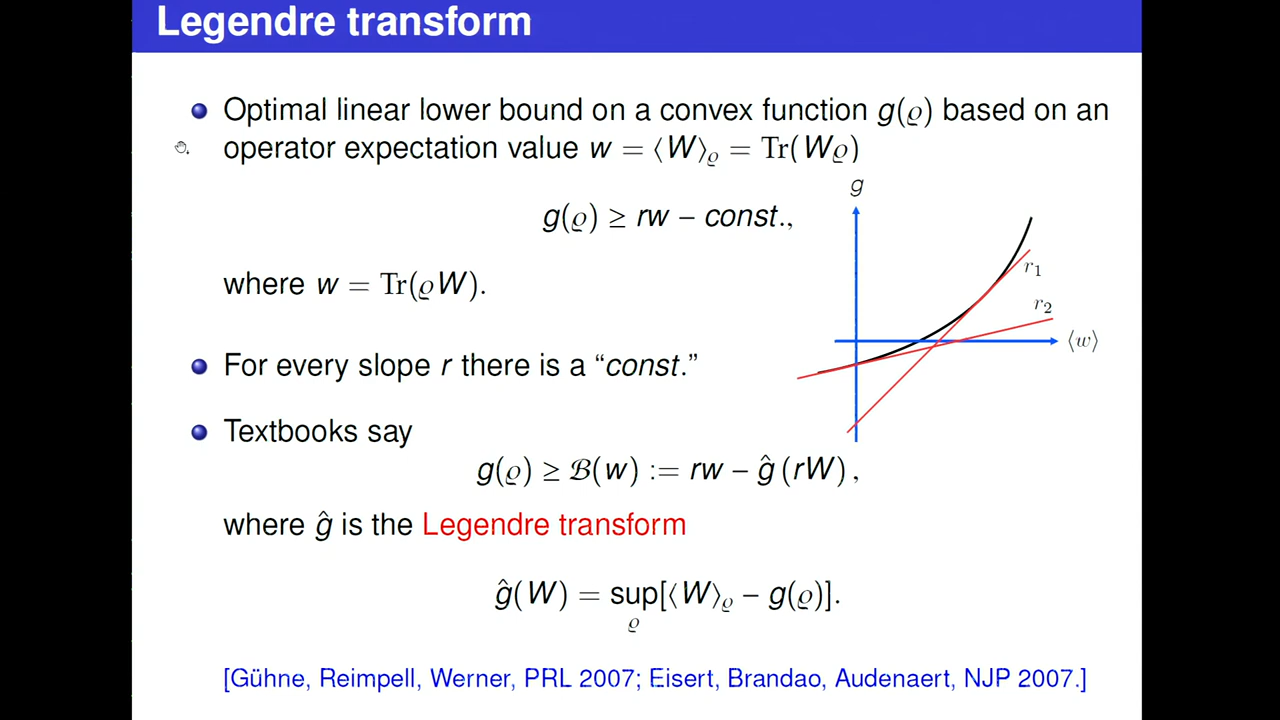 Legendre transform
Optimal linear lower bound on a convex function g(ϱ) based on an
operator expectation value w = ⟨W⟩ϱ = Tr(Wϱ)
g
g(ϱ) ≥ rw − const.,
r₁
where w = Tr(ϱW).
r₂
⟨w⟩
For every slope r there is a “const.”
Textbooks say
g(ϱ) ≥ ℬ(w) := rw − ĝ (rW) ,
where ĝ is the Legendre transform
ĝ(W) = sup[⟨W⟩ϱ − g(ϱ)].
ϱ
[Gühne, Reimpell, Werner, PRL 2007; Eisert, Brandao, Audenaert, NJP 2007.]